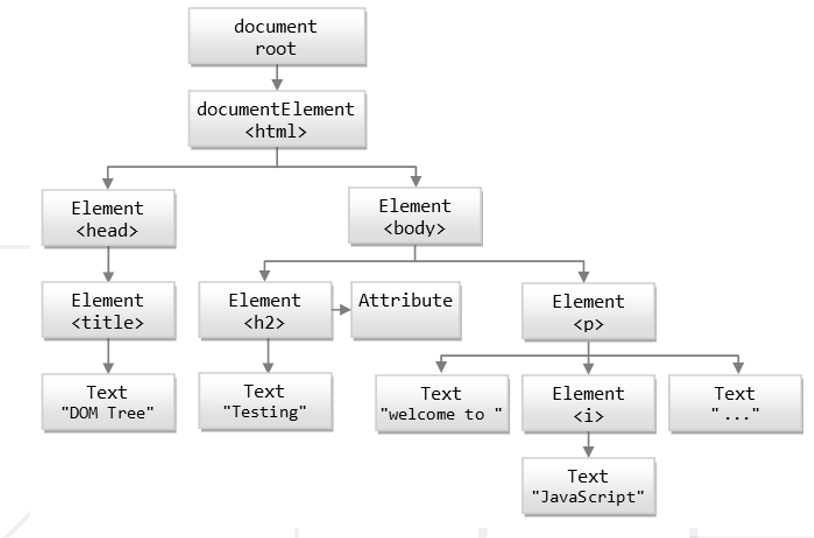 document
root
documentElement
<html>
Element
<head>
Element
<body>
Element
<title>
Element
<h2>
Attribute
Element
<p>
Text
"DOM Tree"
Text
"Testing"
Text
"welcome to "
Element
<i>
Text
"..."
Text
"JavaScript"